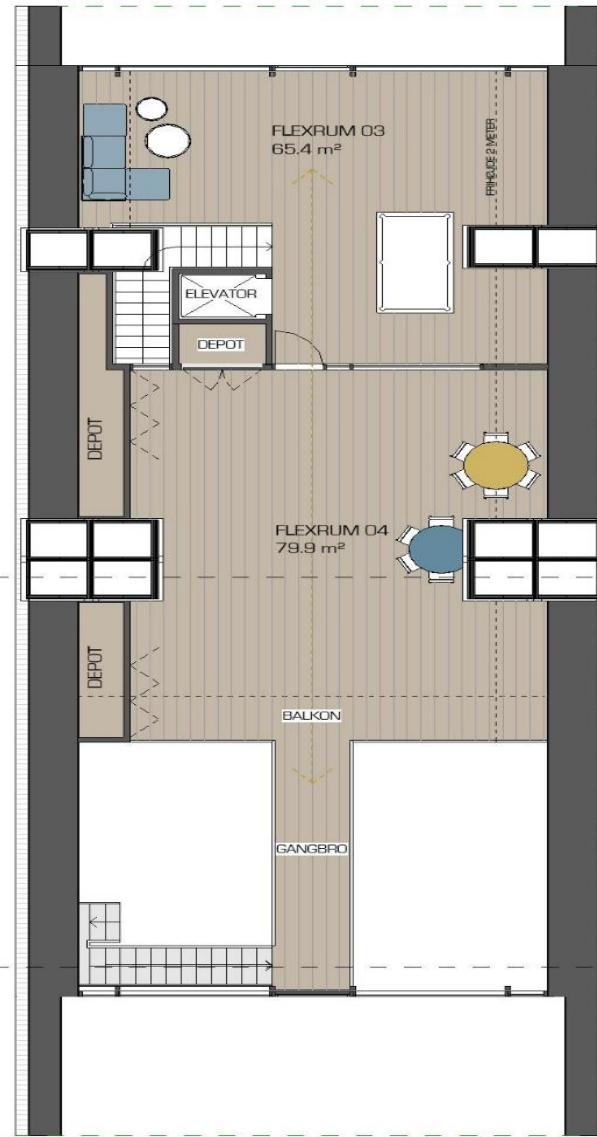 FLEXRUM 03
65.4 m²
FRIHØJDE 2 METER
ELEVATOR
DEPOT
DEPOT
FLEXRUM 04
79.9 m²
DEPOT
BALKON
GANGBRO